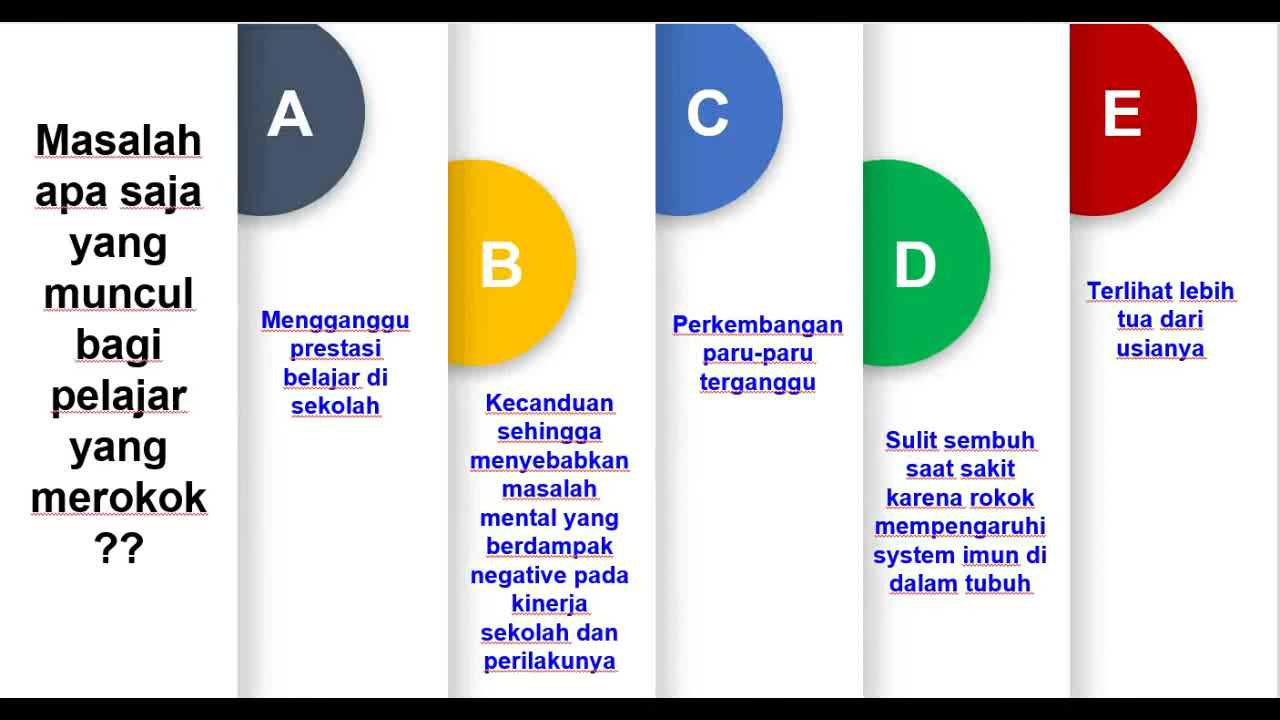 Masalah
apa saja
yang
muncul
bagi
pelajar
yang
merokok
??
A
Mengganggu
prestasi
belajar di
sekolah
B
Kecanduan
sehingga
menyebabkan
masalah
mental yang
berdampak
negative pada
kinerja
sekolah dan
perilakunya
C
Perkembangan
paru-paru
terganggu
D
Sulit sembuh
saat sakit
karena rokok
mempengaruhi
system imun di
dalam tubuh
E
Terlihat lebih
tua dari
usianya